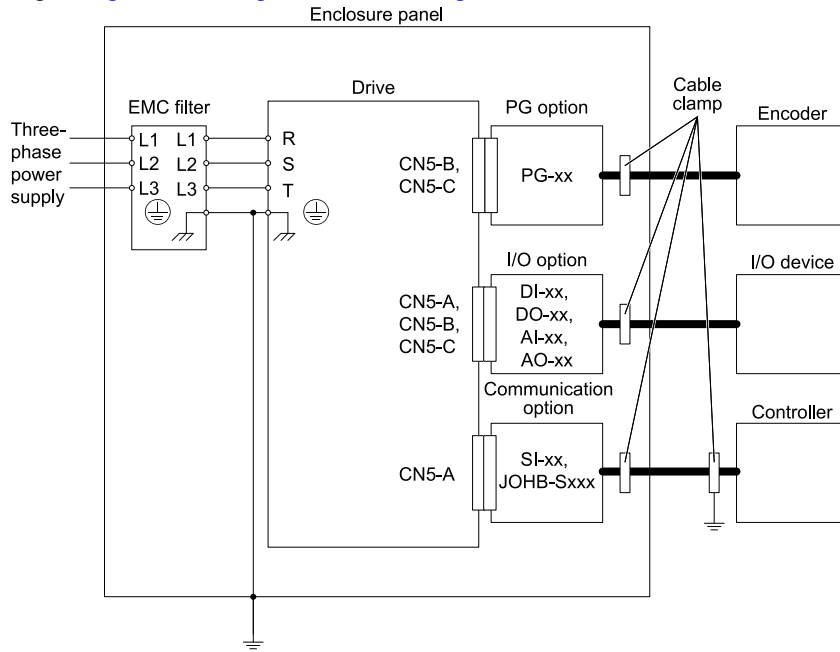 Enclosure panel
Drive
EMC filter
Three-
phase
power
supply
L1 L1
L2 L2
L3 L3
R
S
T
PG option
CN5-B,
CN5-C
PG-xx
Cable
clamp
Encoder
I/O option
CN5-A,
CN5-B,
CN5-C
DI-xx,
DO-xx,
AI-xx,
AO-xx
I/O device
Communication
option
CN5-A
SI-xx,
JOHB-Sxxx
Controller